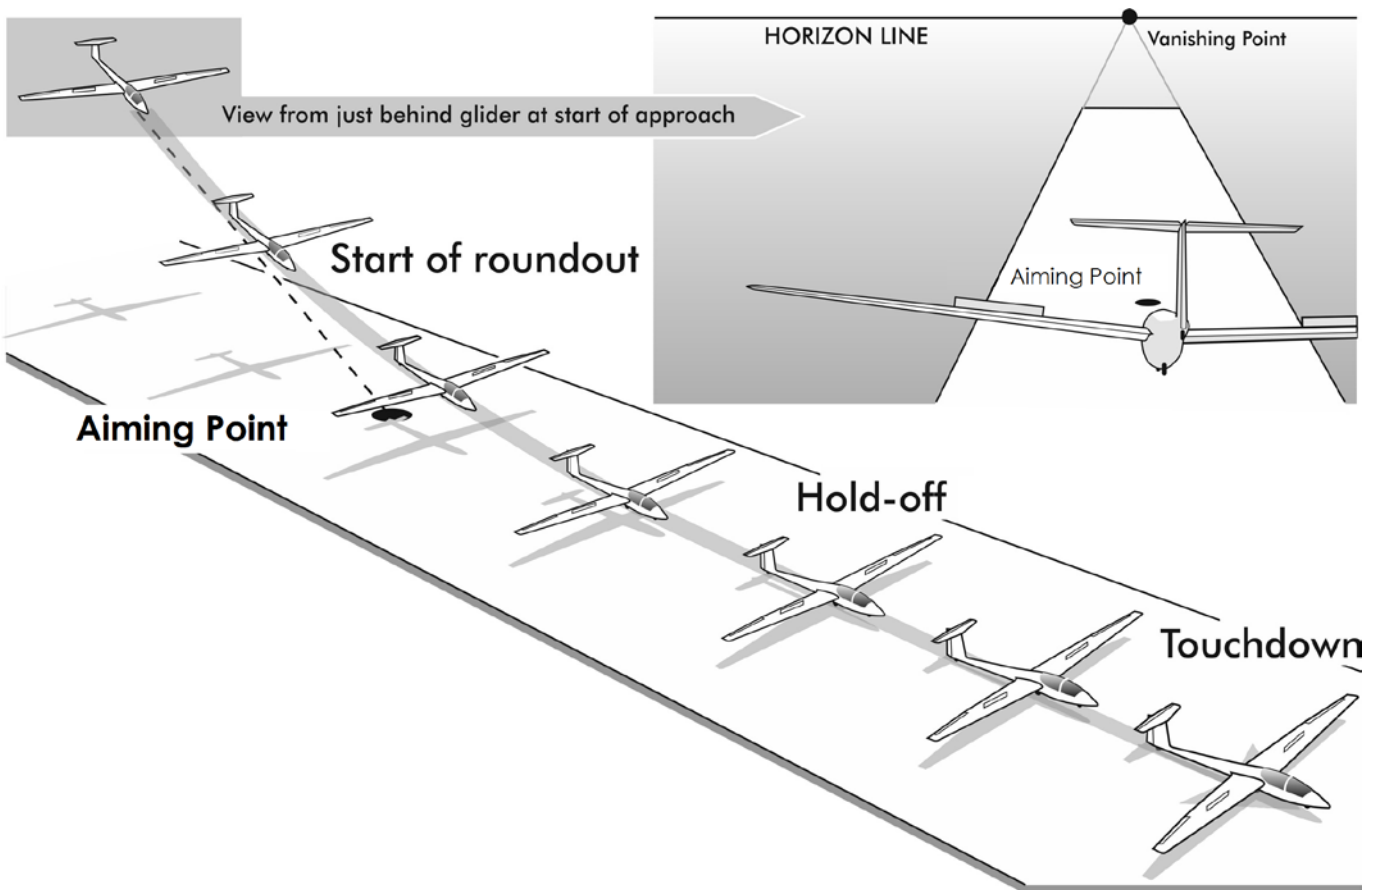 HORIZON LINE
Vanishing Point
View from just behind glider at start of approach
Start of roundout
Aiming Point
Aiming Point
Hold-off
Touchdown